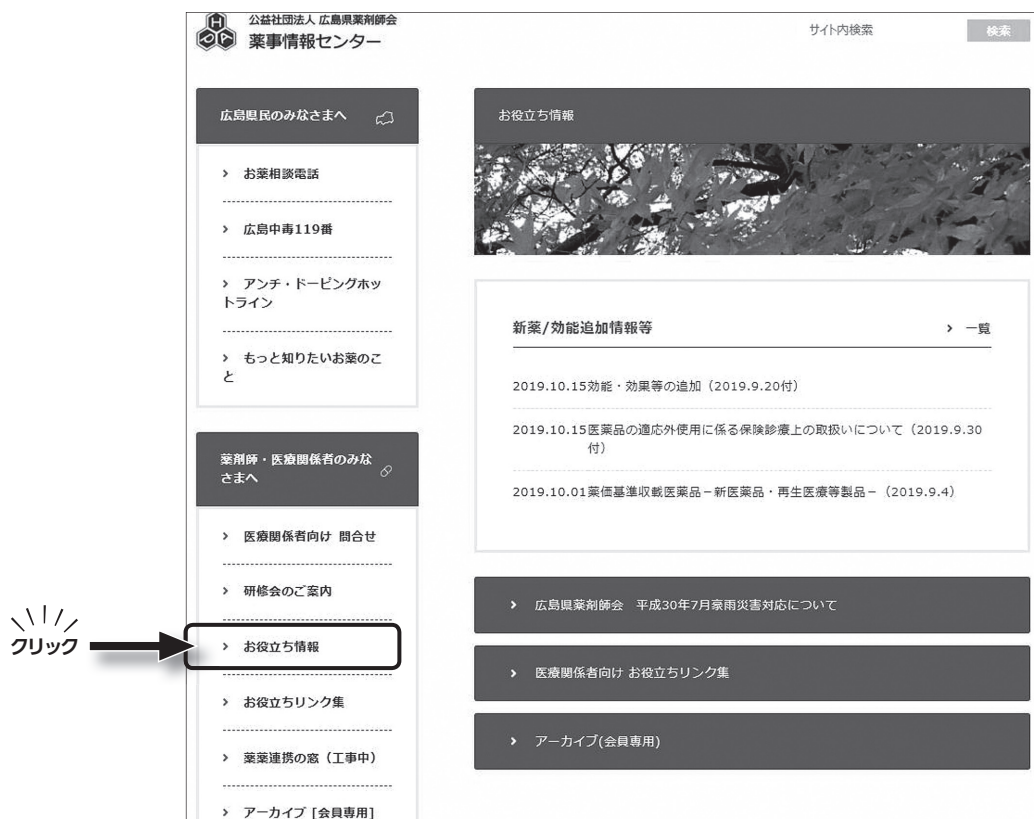 公益社団法人 広島県薬剤師会
薬事情報センター
サイト内検索
検索
広島県民のみなさまへ
› お薬相談電話
› 広島中毒119番
› アンチ・ドーピングホッ
トライン
› もっと知りたいお薬のこ
と
薬剤師・医療関係者のみな
さまへ
› 医療関係者向け 問合せ
› 研修会のご案内
クリック
› お役立ち情報
› お役立ちリンク集
› 薬薬連携の窓（工事中）
› アーカイブ [会員専用]
お役立ち情報
新薬/効能追加情報等
› 一覧
2019.10.15効能・効果等の追加（2019.9.20付）
2019.10.15医薬品の適応外使用に係る保険診療上の取扱いについて（2019.9.30
付）
2019.10.01薬価基準収載医薬品－新医薬品・再生医療等製品－（2019.9.4）
› 広島県薬剤師会　平成30年7月豪雨災害対応について
› 医療関係者向け お役立ちリンク集
› アーカイブ(会員専用)